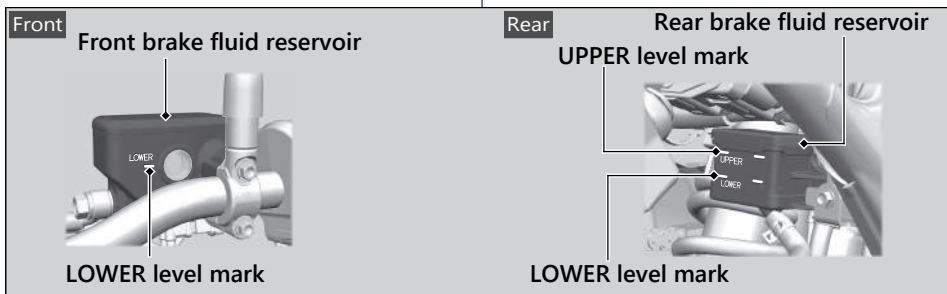 Front
Front brake fluid reservoir
LOWER
LOWER level mark
Rear
Rear brake fluid reservoir
UPPER level mark
UPPER
LOWER
LOWER level mark